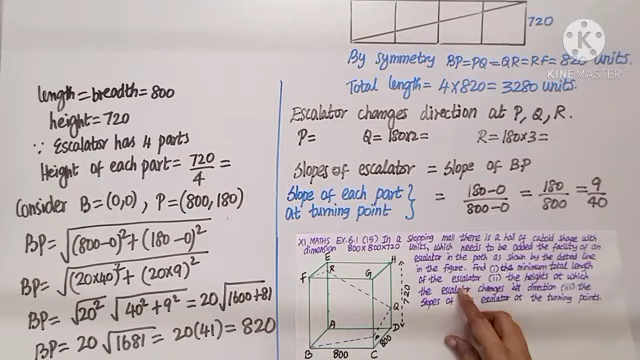 720
By symmetry BP=PQ=QR=RF= 820 units.
Total length= 4×820= 3280 units.
K
KINEMASTER
length=breadth=800
height=720
∵ Escalator has 4 parts
Height of each part= 720/4 =
Consider B=(0,0), P=(800,180)
BP=√((800-0)²+(180-0)²)
BP=√((20×40)²+(20×9)²
BP= √20² √40²+9² =20√1600+81
BP= 20√1681 = 20(41)= 820
Escalator changes direction at P, Q, R.
P= Q= 180×2= R=180×3=
Slopes of escalator = Slope of BP
Slope of each part at turning point } = 180-0/800-0 = 180/800 = 9/40
XI MATHS EX.6.1 (15) In a shopping mall there is a hall of cuboid shape with
dimension 800×800×720 units, which needs to be added the facility of an
escalator in the path as shown by the dotted line
in the figure. Find (i) the minimum total length
of the escalator (ii) the heights at which
the escalator changes its direction (iii) the
slopes of the escalator at the turning points.
E H
F R G
720
Q
A D
P
B 800 C 800